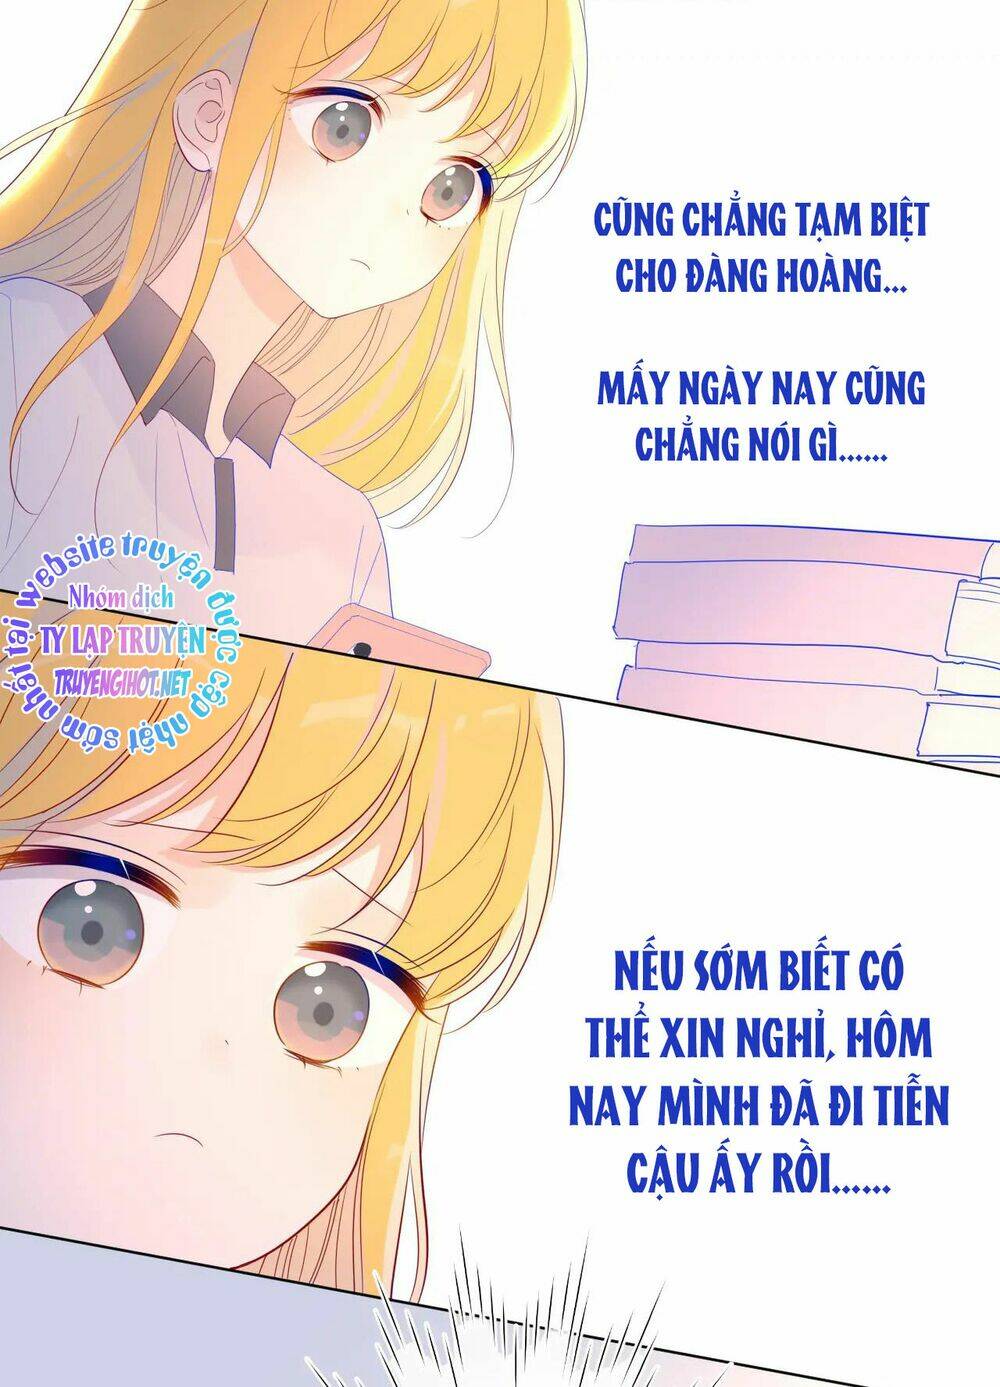 CŨNG CHẲNG TẠM BIỆT
CHO ĐÀNG HOÀNG...
MẤY NGÀY NAY CŨNG
CHẲNG NÓI GÌ......
website truyện được cập nhật sớm nhất tại
Nhóm dịch
TY LAP TRUYỆN
TRUYENGIHOT.NET
NẾU SỚM BIẾT CÓ
THỂ XIN NGHỈ, HÔM
NAY MÌNH ĐÃ ĐI TIỄN
CẬU ẤY RỒI......